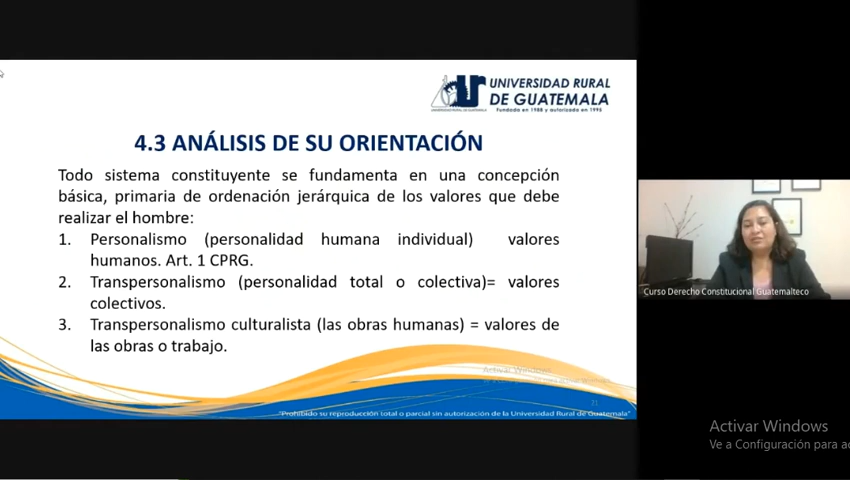 UNIVERSIDAD RURAL
DE GUATEMALA
Fundada en 1988 y autorizada en 1995
4.3 ANÁLISIS DE SU ORIENTACIÓN
Todo sistema constituyente se fundamenta en una concepción
básica, primaria de ordenación jerárquica de los valores que debe
realizar el hombre:
1. Personalismo (personalidad humana individual) valores
humanos. Art. 1 CPRG.
2. Transpersonalismo (personalidad total o colectiva)= valores
colectivos.
3. Transpersonalismo culturalista (las obras humanas) = valores de
las obras o trabajo.
Activar Windows
71
"Prohibido su reproducción total o parcial sin autorización de la Universidad Rural de Guatemala"
Curso Derecho Constitucional Guatemalteco
Activar Windows
Ve a Configuración para ac